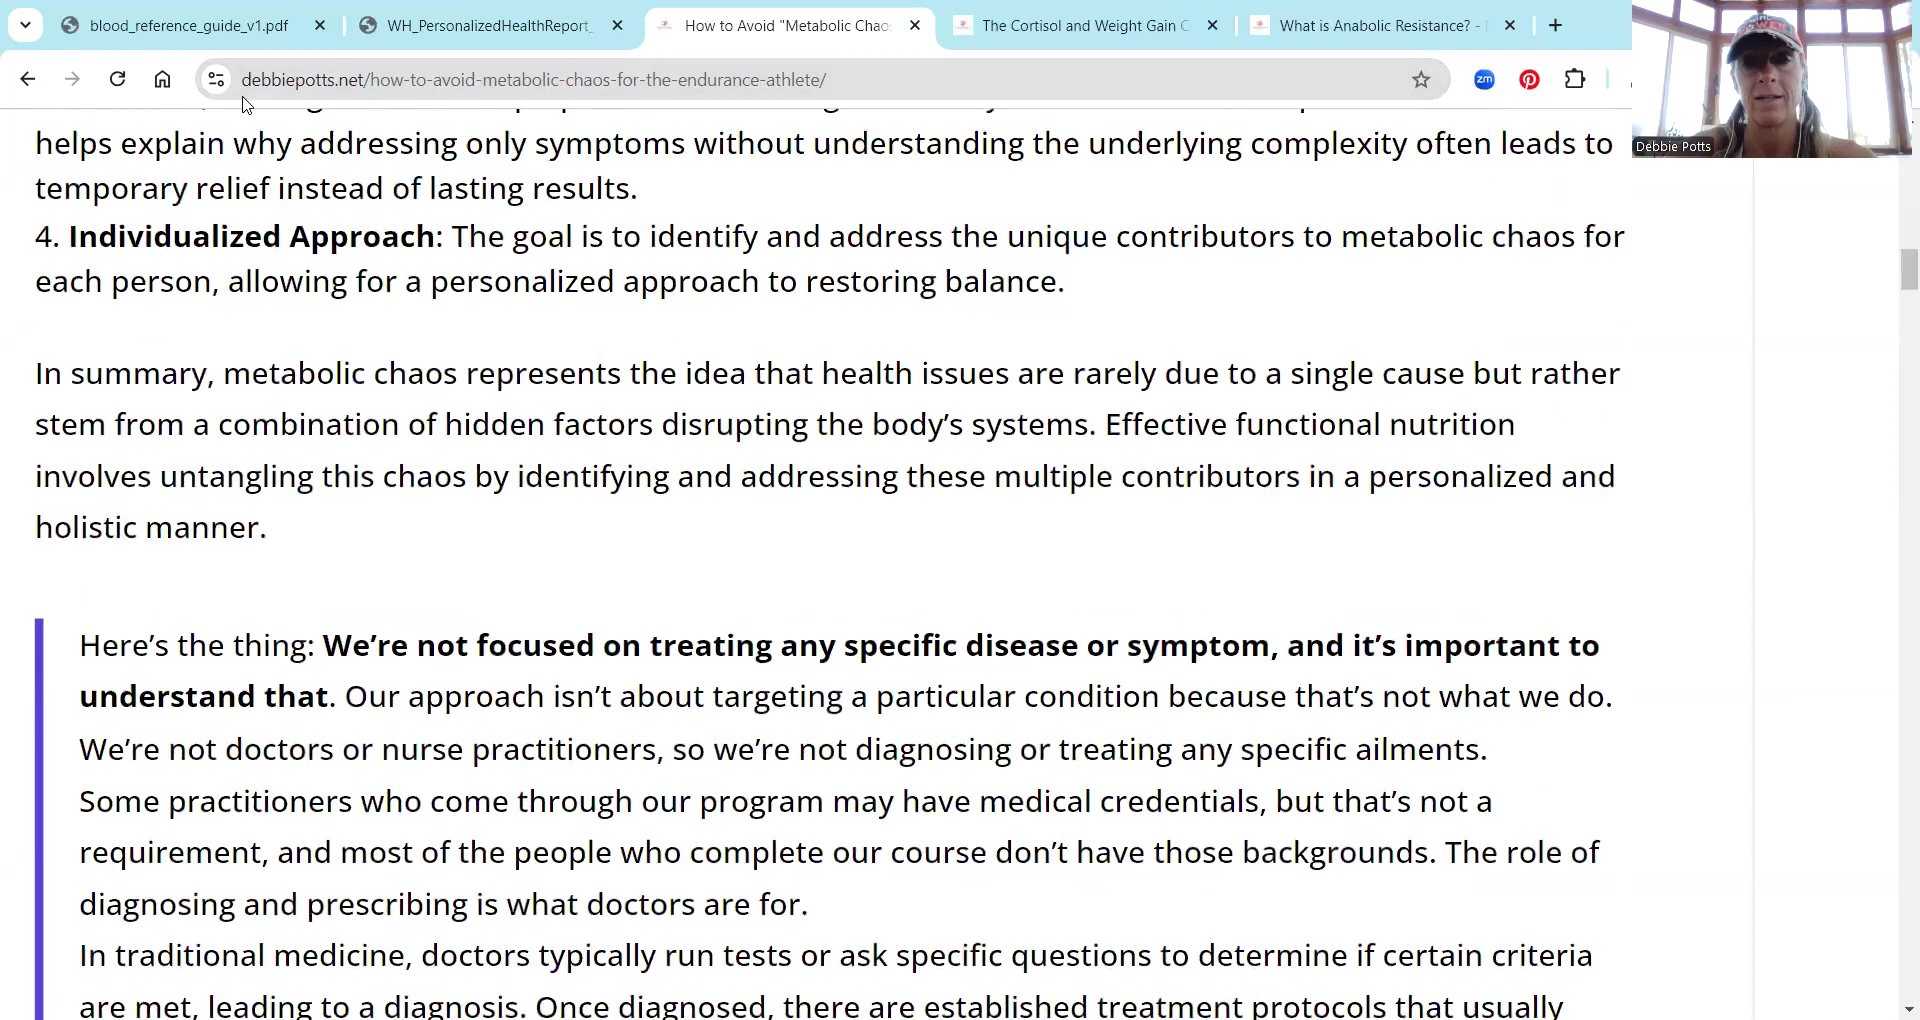 blood_reference_guide_v1.pdf
WH_PersonalizedHealthReport_
How to Avoid "Metabolic Chao
The Cortisol and Weight Gain C
What is Anabolic Resistance? -
debbiepotts.net/how-to-avoid-metabolic-chaos-for-the-endurance-athlete/
zm
Debbie Potts
helps explain why addressing only symptoms without understanding the underlying complexity often leads to
temporary relief instead of lasting results.
4. Individualized Approach: The goal is to identify and address the unique contributors to metabolic chaos for
each person, allowing for a personalized approach to restoring balance.
In summary, metabolic chaos represents the idea that health issues are rarely due to a single cause but rather
stem from a combination of hidden factors disrupting the body’s systems. Effective functional nutrition
involves untangling this chaos by identifying and addressing these multiple contributors in a personalized and
holistic manner.
Here’s the thing: We’re not focused on treating any specific disease or symptom, and it’s important to
understand that. Our approach isn’t about targeting a particular condition because that’s not what we do.
We’re not doctors or nurse practitioners, so we’re not diagnosing or treating any specific ailments.
Some practitioners who come through our program may have medical credentials, but that’s not a
requirement, and most of the people who complete our course don’t have those backgrounds. The role of
diagnosing and prescribing is what doctors are for.
In traditional medicine, doctors typically run tests or ask specific questions to determine if certain criteria
are met, leading to a diagnosis. Once diagnosed, there are established treatment protocols that usually